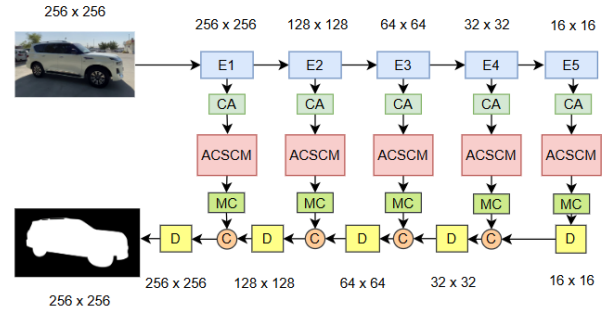 256 x 256
256 x 256 128 x 128 64 x 64 32 x 32 16 x 16
E1 E2 E3 E4 E5
CA CA CA CA CA
ACSCM ACSCM ACSCM ACSCM ACSCM
MC MC MC MC MC
D C D C D C D C D
256 x 256 128 x 128 64 x 64 32 x 32 16 x 16
256 x 256